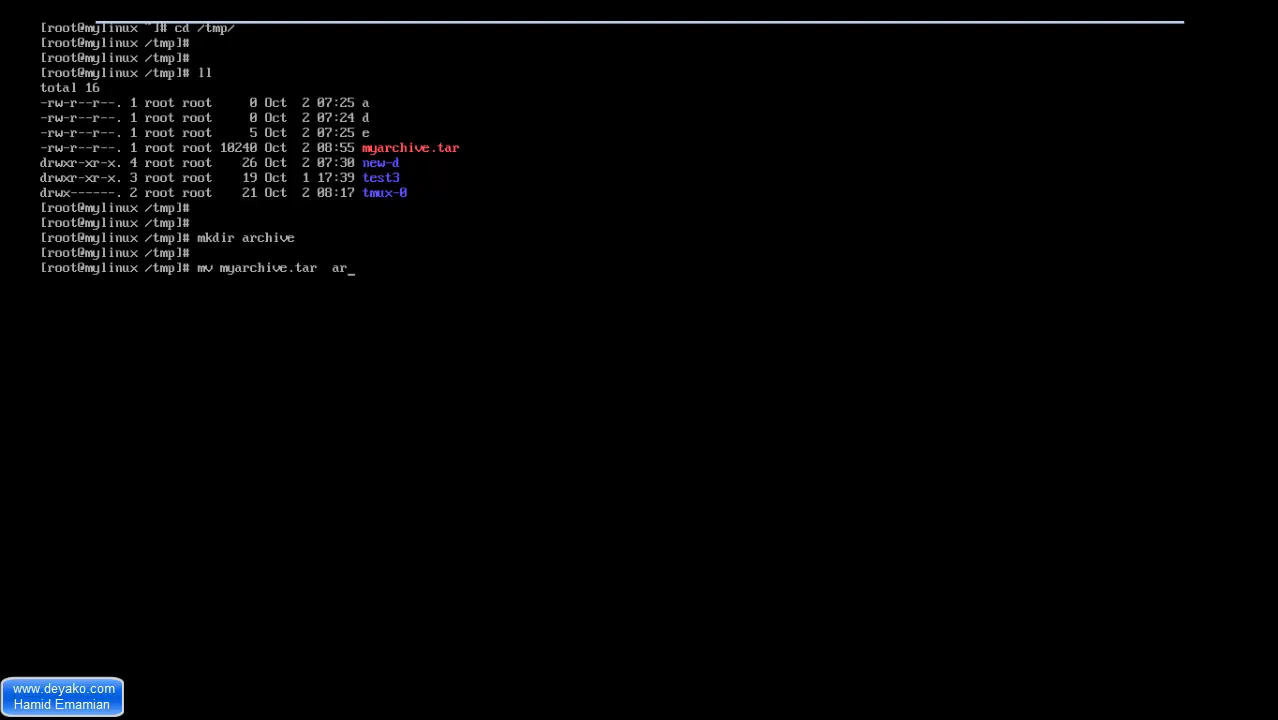 [root@mylinux ~]# cd /tmp/
[root@mylinux /tmp]#
[root@mylinux /tmp]#
[root@mylinux /tmp]# ll
total 16
-rw-r--r--. 1 root root     0 Oct  2 07:25 a
-rw-r--r--. 1 root root     0 Oct  2 07:24 d
-rw-r--r--. 1 root root     5 Oct  2 07:25 e
-rw-r--r--. 1 root root 10240 Oct  2 08:55 myarchive.tar
drwxr-xr-x. 4 root root    26 Oct  2 07:30 new-d
drwxr-xr-x. 3 root root    19 Oct  1 17:39 test3
drwx------. 2 root root    21 Oct  2 08:17 tmux-0
[root@mylinux /tmp]#
[root@mylinux /tmp]#
[root@mylinux /tmp]# mkdir archive
[root@mylinux /tmp]#
[root@mylinux /tmp]# mv myarchive.tar  ar_
www.deyako.com
Hamid Emamian